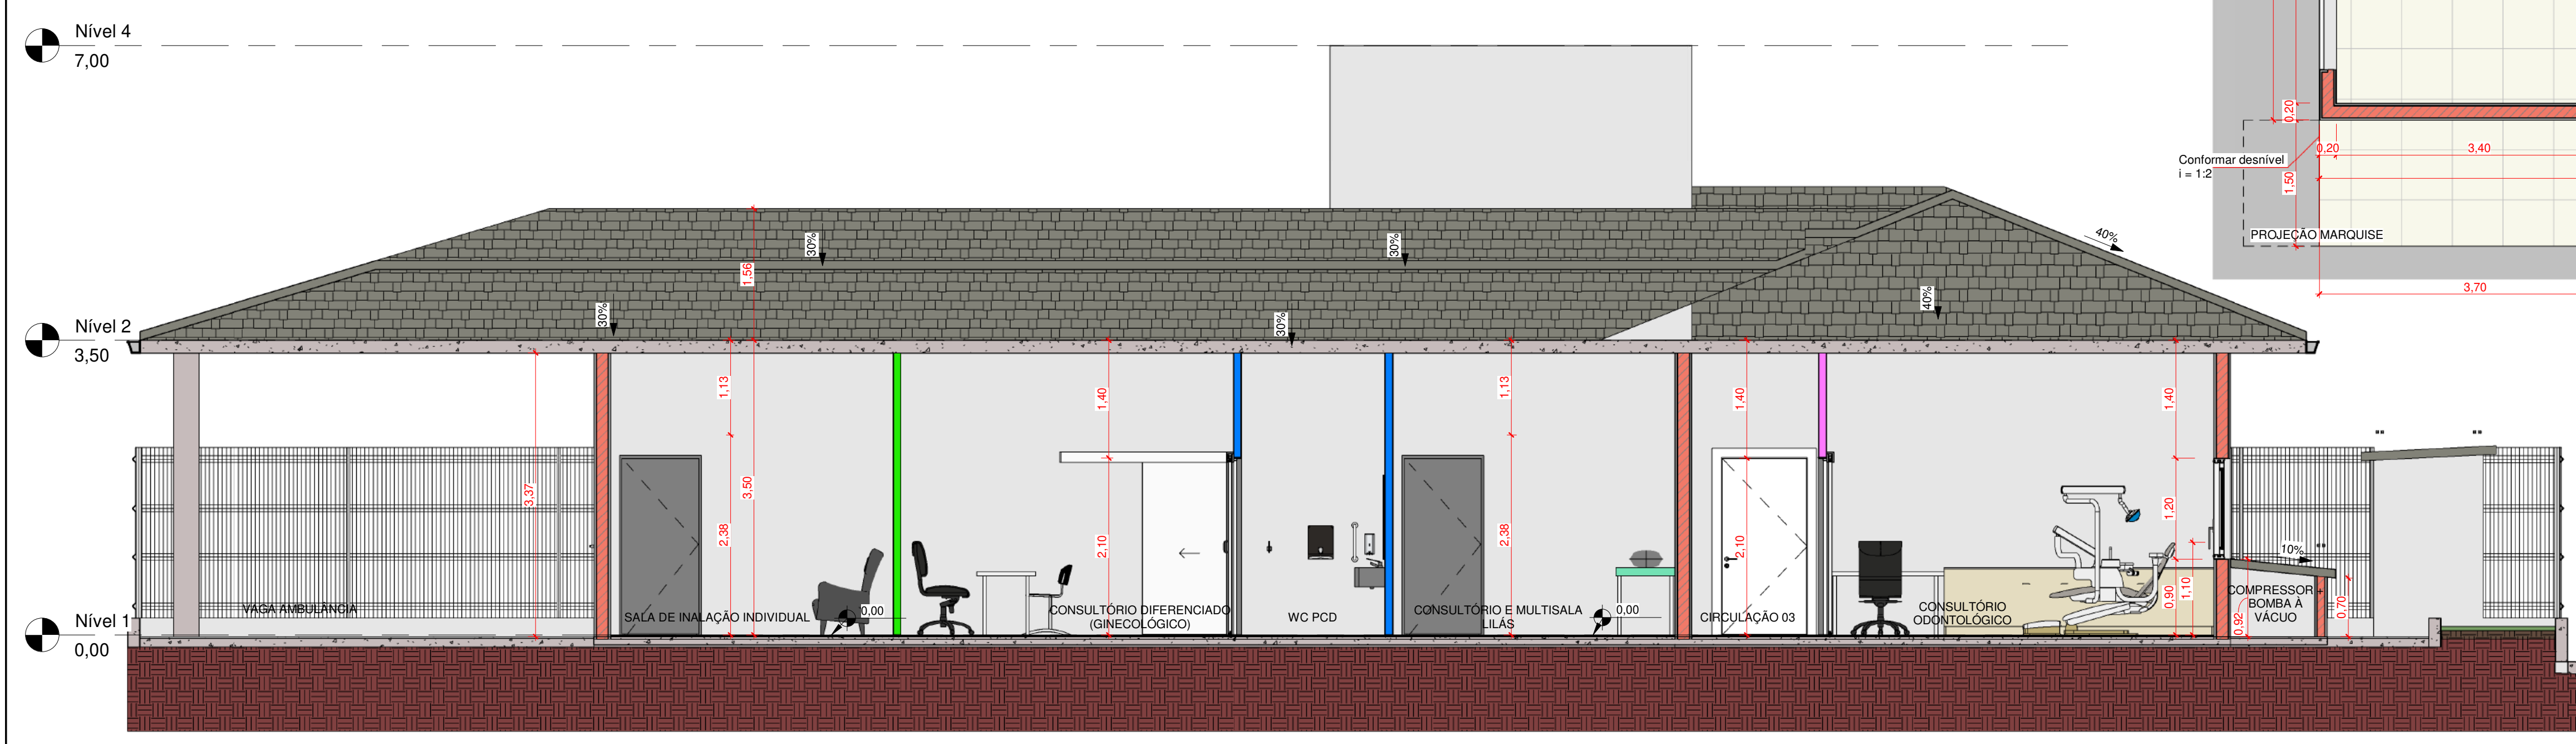 Nível 4
7,00
0,20
0,20
3,40
Conformar desnível
i = 1:2
1,50
PROJEÇÃO MARQUISE
3,70
40%
30%
30%
1,56
30%
30%
40%
Nível 2
3,50
1,13
1,40
1,13
1,40
1,40
3,37
3,50
2,38
2,10
2,38
2,10
1,20
10%
0,90
1,10
0,92
0,70
VAGA AMBULÂNCIA
SALA DE INALAÇÃO INDIVIDUAL
0,00
CONSULTÓRIO DIFERENCIADO
(GINECOLÓGICO)
WC PCD
CONSULTÓRIO E MULTISALA
LILÁS
0,00
CIRCULAÇÃO 03
CONSULTÓRIO
ODONTOLÓGICO
COMPRESSOR +
BOMBA À
VÁCUO
Nível 1
0,00